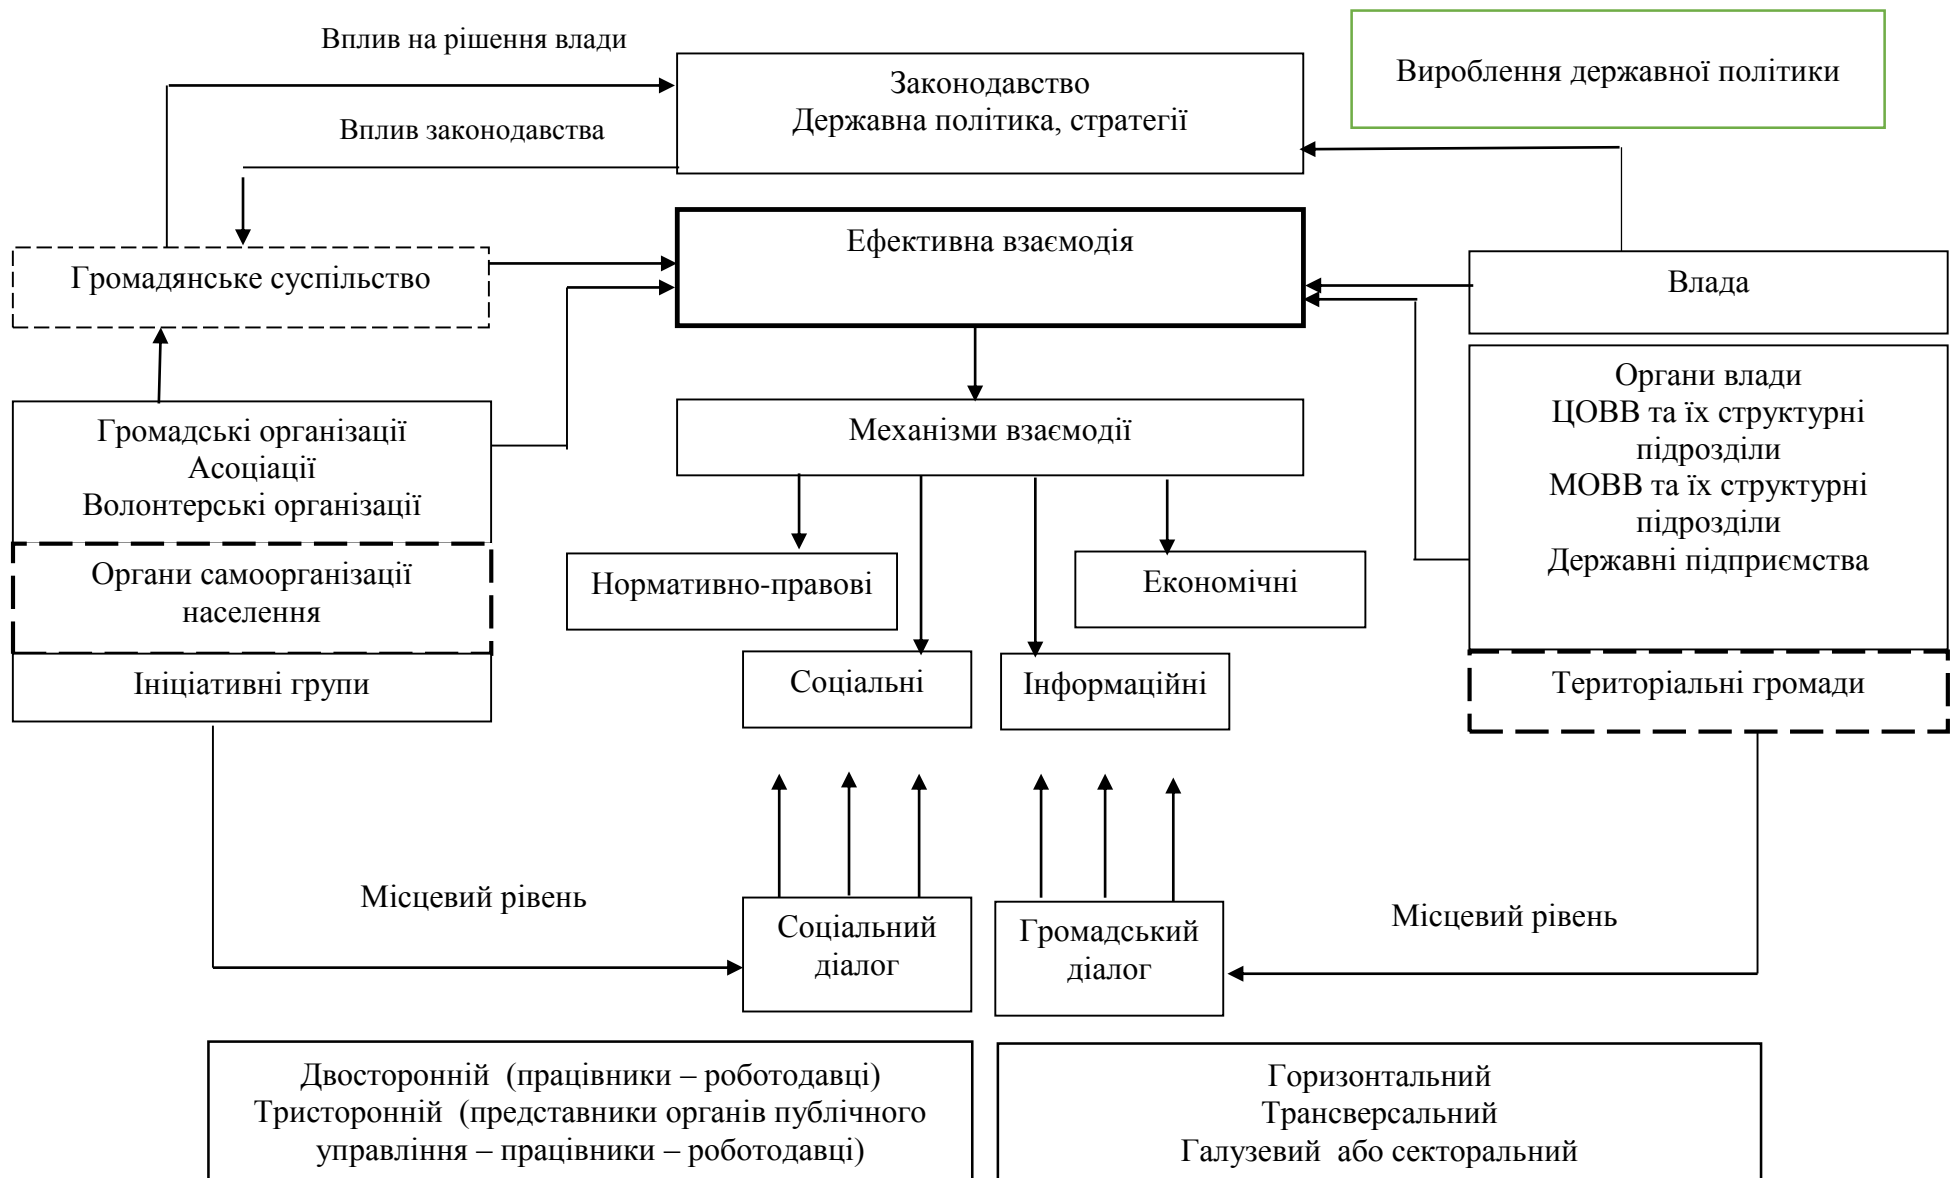 Вплив на рішення влади
Законодавство
Державна політика, стратегії
Вироблення державної політики
Вплив законодавства
Ефективна взаємодія
Громадянське суспільство
Влада
Громадські організації
Асоціації
Волонтерські організації
Органи самоорганізації
населення
Ініціативні групи
Механізми взаємодії
Нормативно-правові
Економічні
Соціальні
Інформаційні
Органи влади
ЦОВВ та їх структурні
підрозділи
МОВВ та їх структурні
підрозділи
Державні підприємства
Територіальні громади
Місцевий рівень
Соціальний
діалог
Громадський
діалог
Місцевий рівень
Двосторонній (працівники – роботодавці)
Тристоронній (представники органів публічного
управління – працівники – роботодавці)
Горизонтальний
Трансверсальний
Галузевий або секторальний